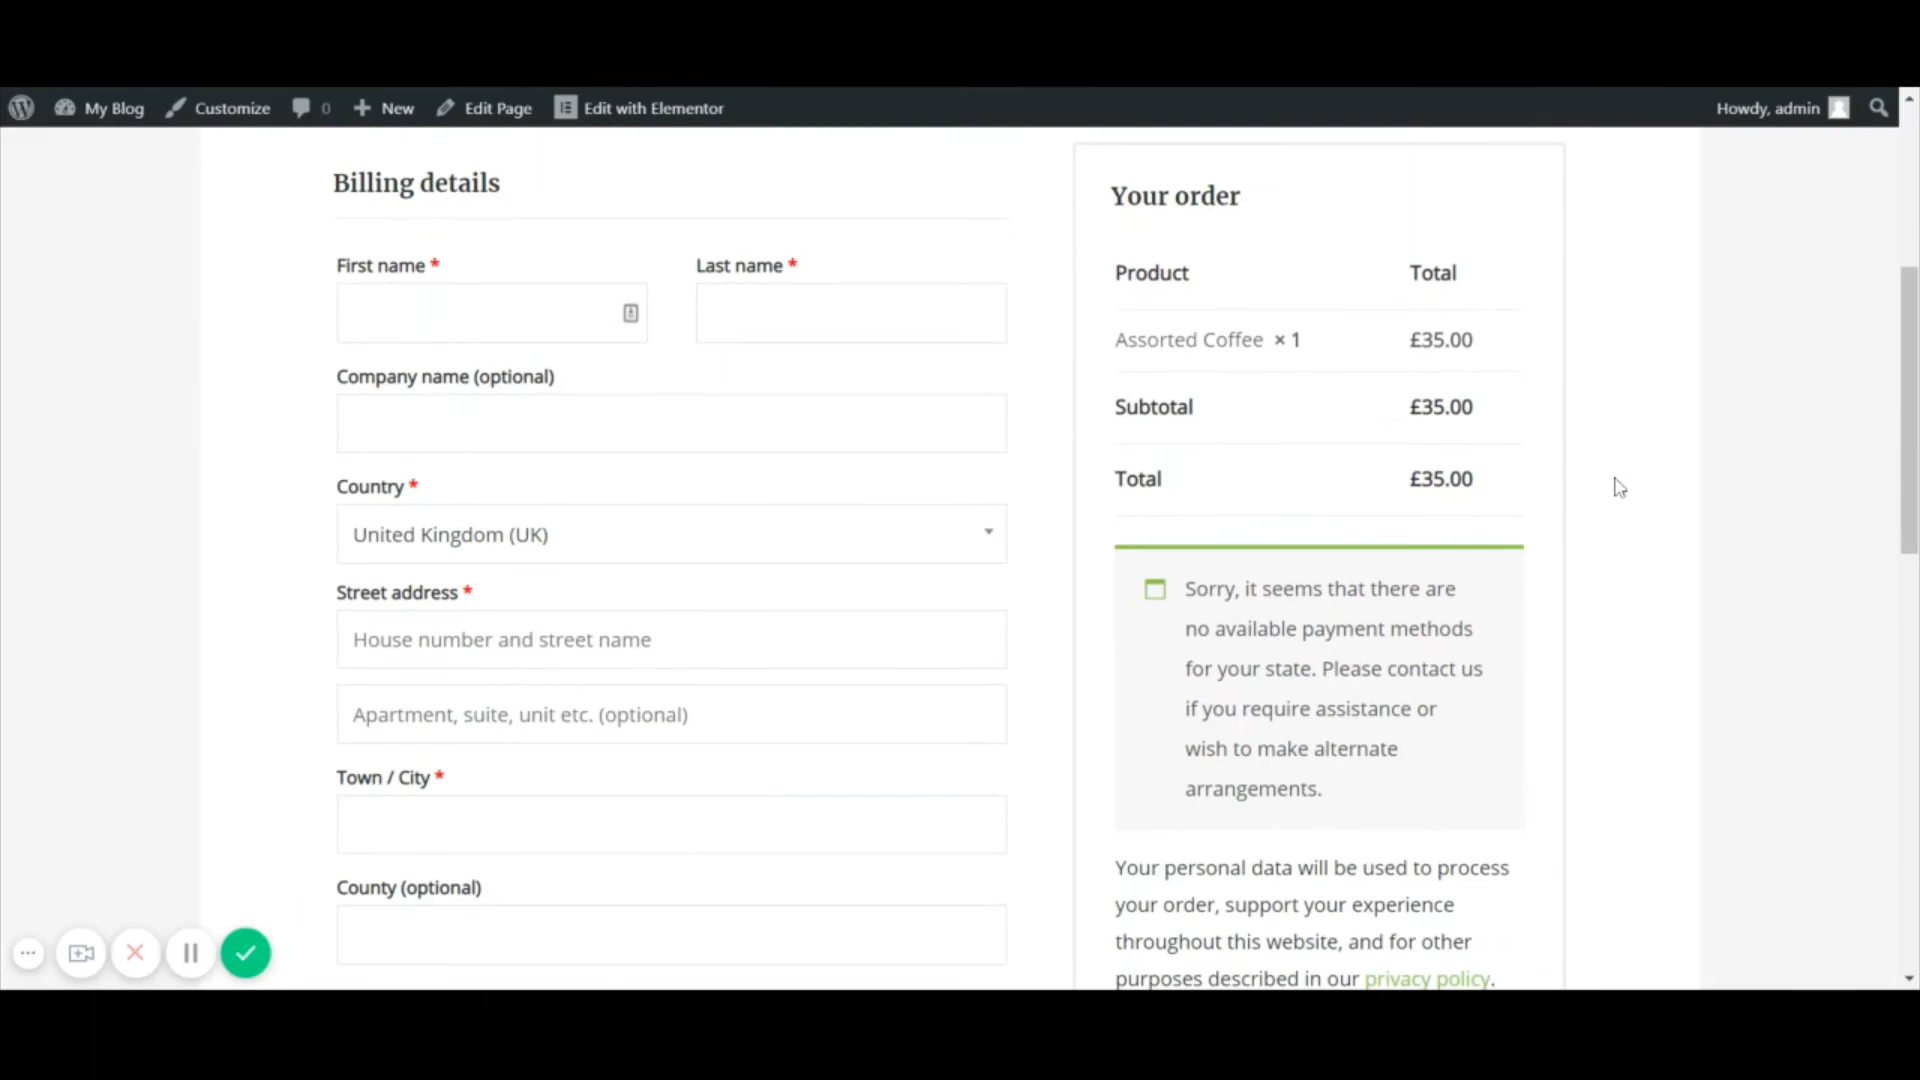 My Blog Customize 0 New Edit Page Edit with Elementor Howdy, admin
Billing details
First name * Last name *
Company name (optional)
Country *
United Kingdom (UK)
Street address *
House number and street name
Apartment, suite, unit etc. (optional)
Town / City *
County (optional)
Your order
Product Total
Assorted Coffee × 1 £35.00
Subtotal £35.00
Total £35.00
Sorry, it seems that there are
no available payment methods
for your state. Please contact us
if you require assistance or
wish to make alternate
arrangements.
Your personal data will be used to process
your order, support your experience
throughout this website, and for other
purposes described in our privacy policy.